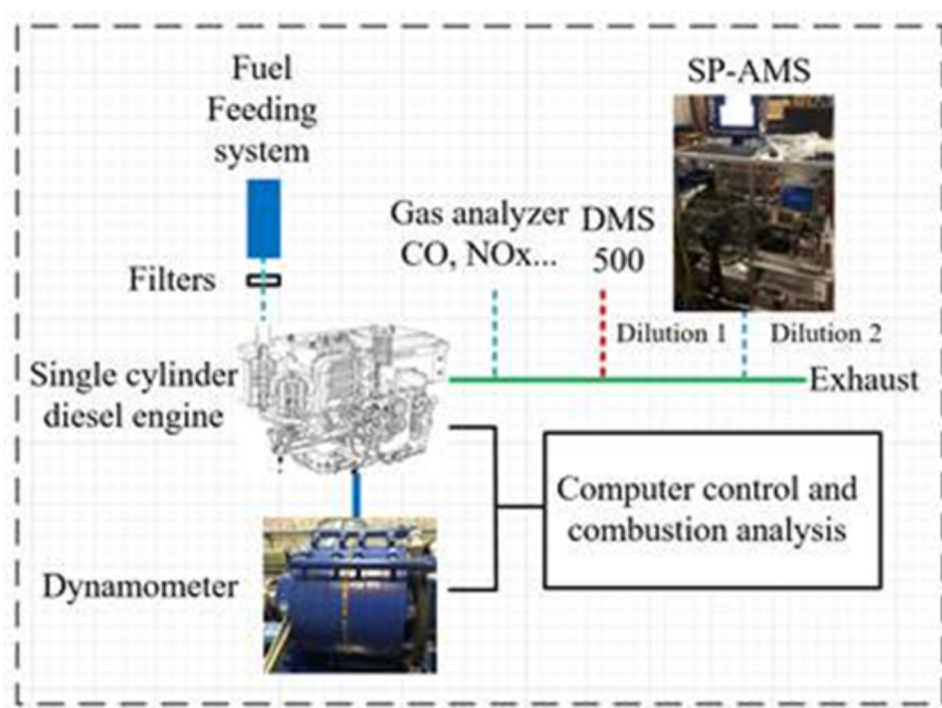 Fuel
Feeding
system
SP-AMS
Gas analyzer
CO, NOx...
DMS
500
Filters
Dilution 1
Dilution 2
Single cylinder
diesel engine
Exhaust
Computer control and
combustion analysis
Dynamometer